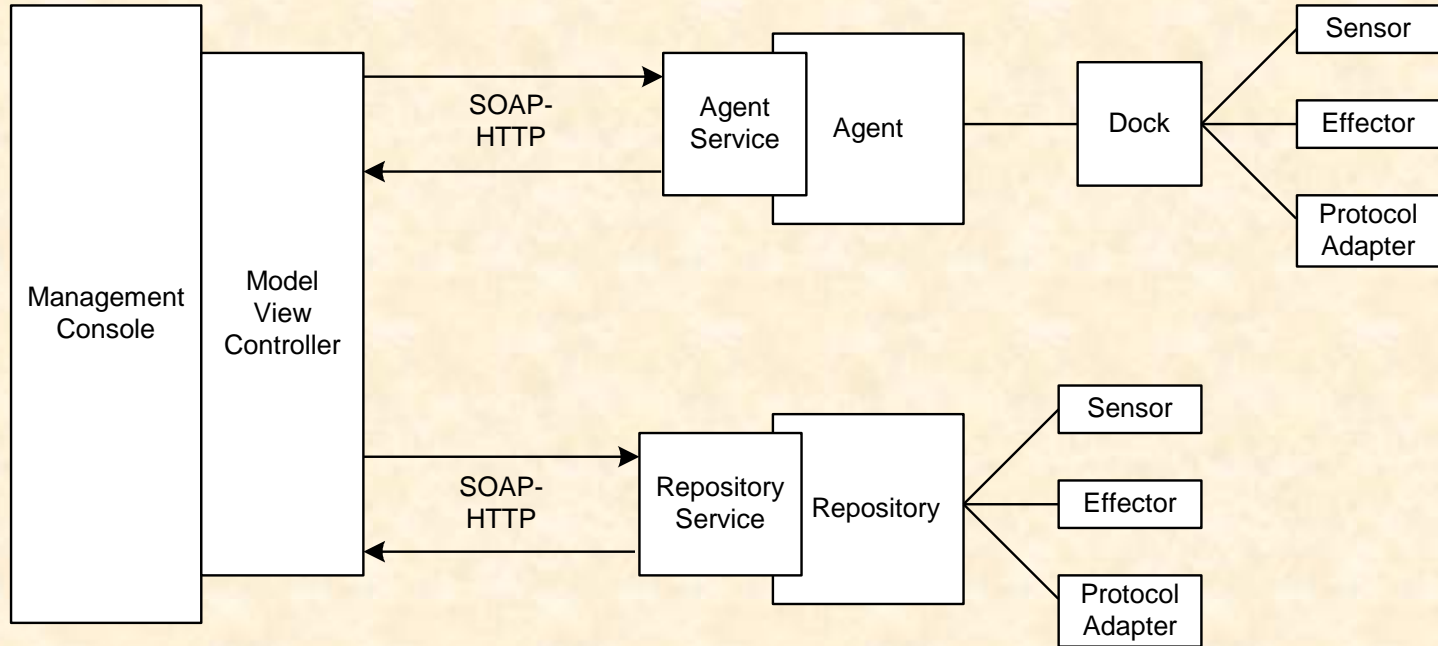 Management
Console
Model
View
Controller
SOAP-
HTTP
Agent
Service
Agent
Dock
Sensor
Effector
Protocol
Adapter
SOAP-
HTTP
Repository
Service
Repository
Sensor
Effector
Protocol
Adapter